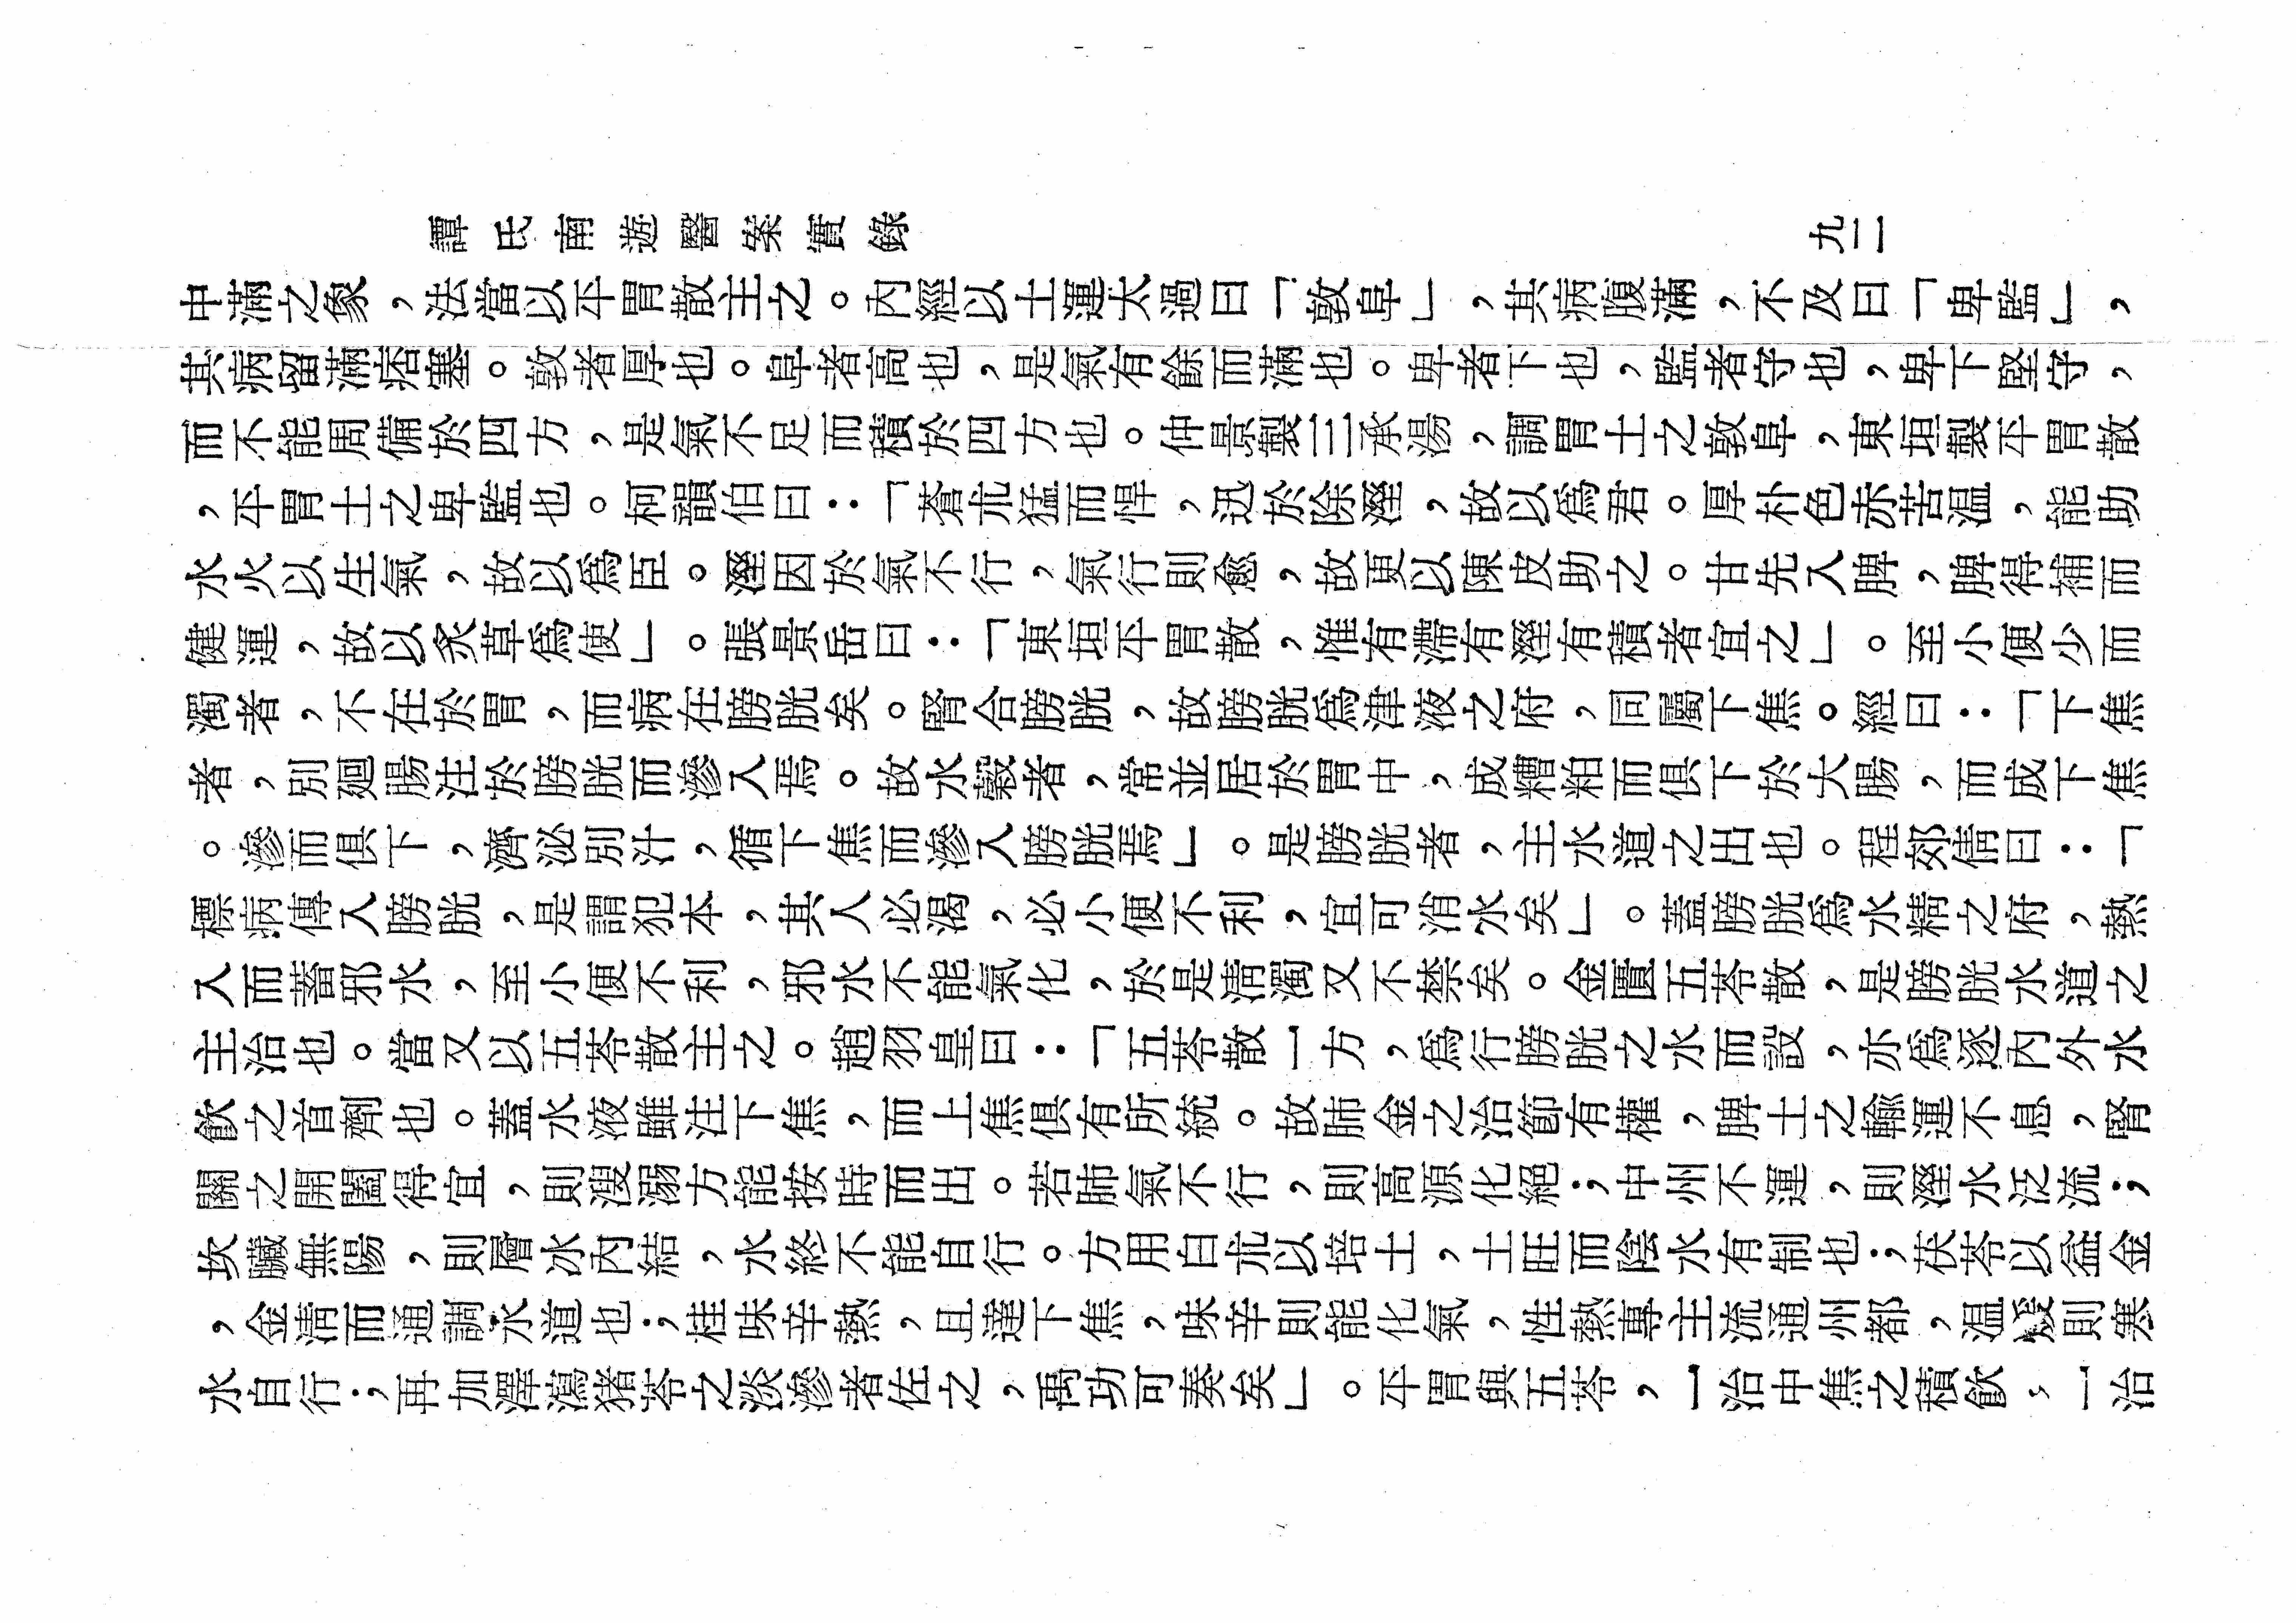 譚氏南遊醫案實錄
九二
中滿之象，法當以平胃散主之。內經以土運太過曰「敦阜」，其病腹滿，不及曰「卑監」，
其病留滿痞塞。敦者厚也。阜者高也，是氣有餘而滿也。卑者下也，監者守也，卑下堅守，
而不能周備於四方，是氣不足而積於四方也。仲景製三承湯，調胃土之敦阜，東垣製平胃散
，平胃土之卑監也。柯韻伯曰：「蒼朮猛而悍，迅於除溼，故以爲君。厚朴色赤苦温，能助
水火以生氣，故以爲臣。溼因於氣不行，氣行則愈，故更以陳皮助之。甘先入脾，脾得補而
健運，故以炙草爲使」。張景岳曰：「東垣平胃散，惟有滯有溼有積者宜之」。至小便少而
濁者，不在於胃，而病在膀胱矣。腎合膀胱，故膀胱爲津液之府，同屬下焦。經曰：「下焦
者，別廻腸注於膀胱而滲入焉。故水穀者，常並居於胃中，成糟粕而俱下於大腸，而成下焦
。滲而俱下，濟泌別汁，循下焦而滲入膀胱焉」。是膀胱者，主水道之出也。程郊倩曰：「
標病傳入膀胱，是謂犯本，其人必渴，必小便不利，宜可消水矣」。蓋膀胱爲水精之府，熱
入而蓄邪水，至小便不利，邪水不能氣化，於是淸濁又不禁矣。金匱五苓散，是膀胱水道之
主治也。當又以五苓散主之。趙羽皇曰：「五苓散一方，爲行膀胱之水而設，亦爲逐內外水
飲之首劑也。蓋水液雖注下焦，而上焦俱有所統。故肺金之治節有權，脾土之輸運不息，腎
關之開闔得宜，則溲溺方能按時而出。若肺氣不行，則高源化絕；中州不運，則溼水泛流；
坎臟無陽，則層冰內結，水終不能自行。方用白朮以培土，土旺而陰水有制也；茯苓以益金
，金淸而通調水道也；桂味辛熱，且達下焦，味辛則能化氣，性熱專主流通州都，温煖則寒
水自行；再加澤瀉猪苓之淡滲者佐之，禹功可奏矣」。平胃與五苓，一治中焦之積飲，一治